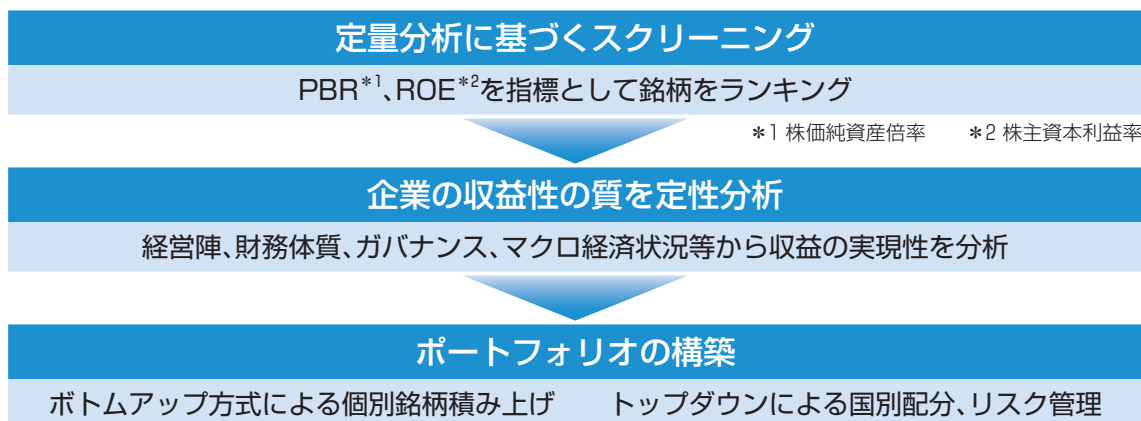 定量分析に基づくスクリーニング
PBR*1、ROE*2を指標として銘柄をランキング
*1 株価純資産倍率　*2 株主資本利益率
企業の収益性の質を定性分析
経営陣、財務体質、ガバナンス、マクロ経済状況等から収益の実現性を分析
ポートフォリオの構築
ボトムアップ方式による個別銘柄積み上げ　トップダウンによる国別配分、リスク管理